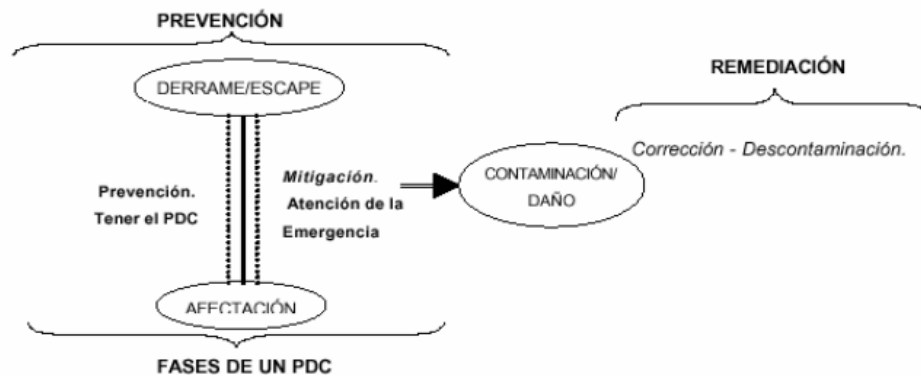 PREVENCIÓN
DERRAME/ESCAPE
REMEDIACIÓN
Corrección - Descontaminación.
Prevención.
Tener el PDC
Mitigación.
Atención de la
Emergencia
CONTAMINACIÓN/
DAÑO
AFECTACIÓN
FASES DE UN PDC